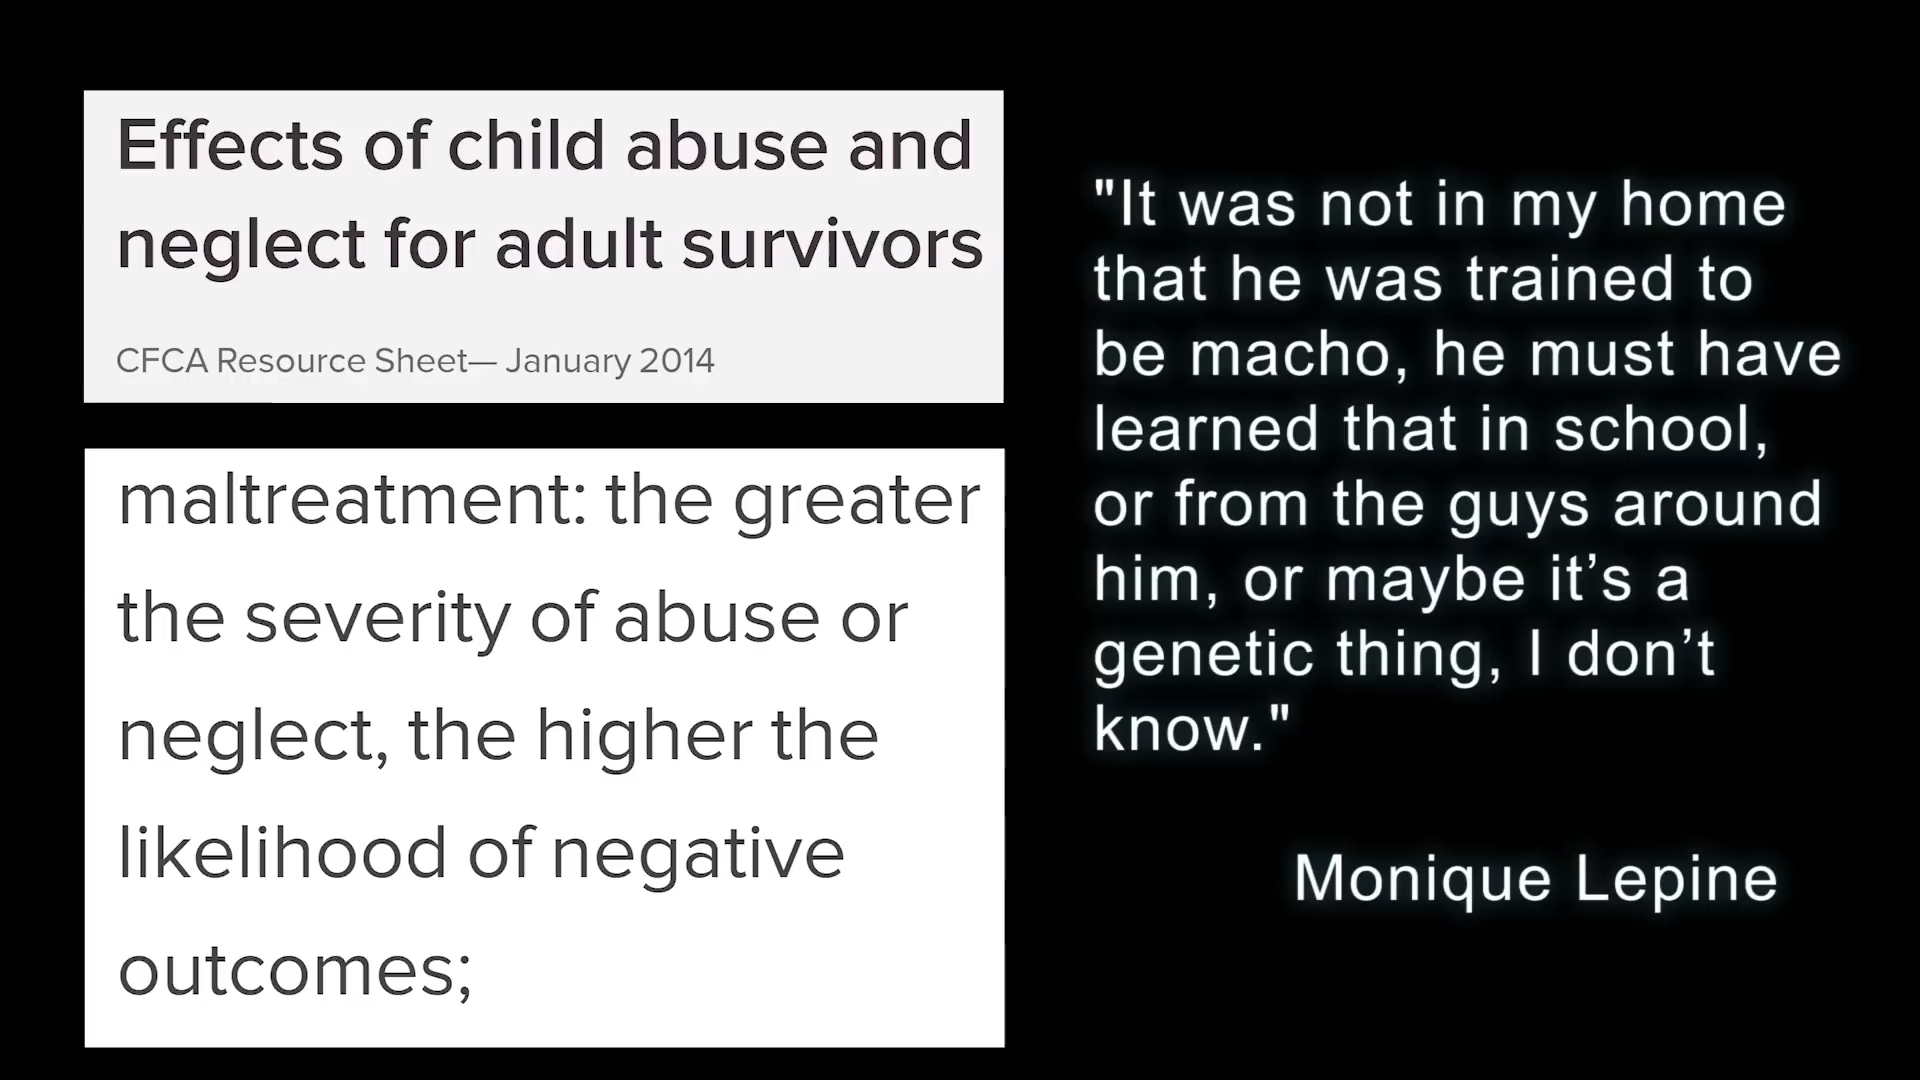 Effects of child abuse and
neglect for adult survivors
CFCA Resource Sheet— January 2014
maltreatment: the greater
the severity of abuse or
neglect, the higher the
likelihood of negative
outcomes;
"It was not in my home
that he was trained to
be macho, he must have
learned that in school,
or from the guys around
him, or maybe it’s a
genetic thing, I don’t
know."
Monique Lepine